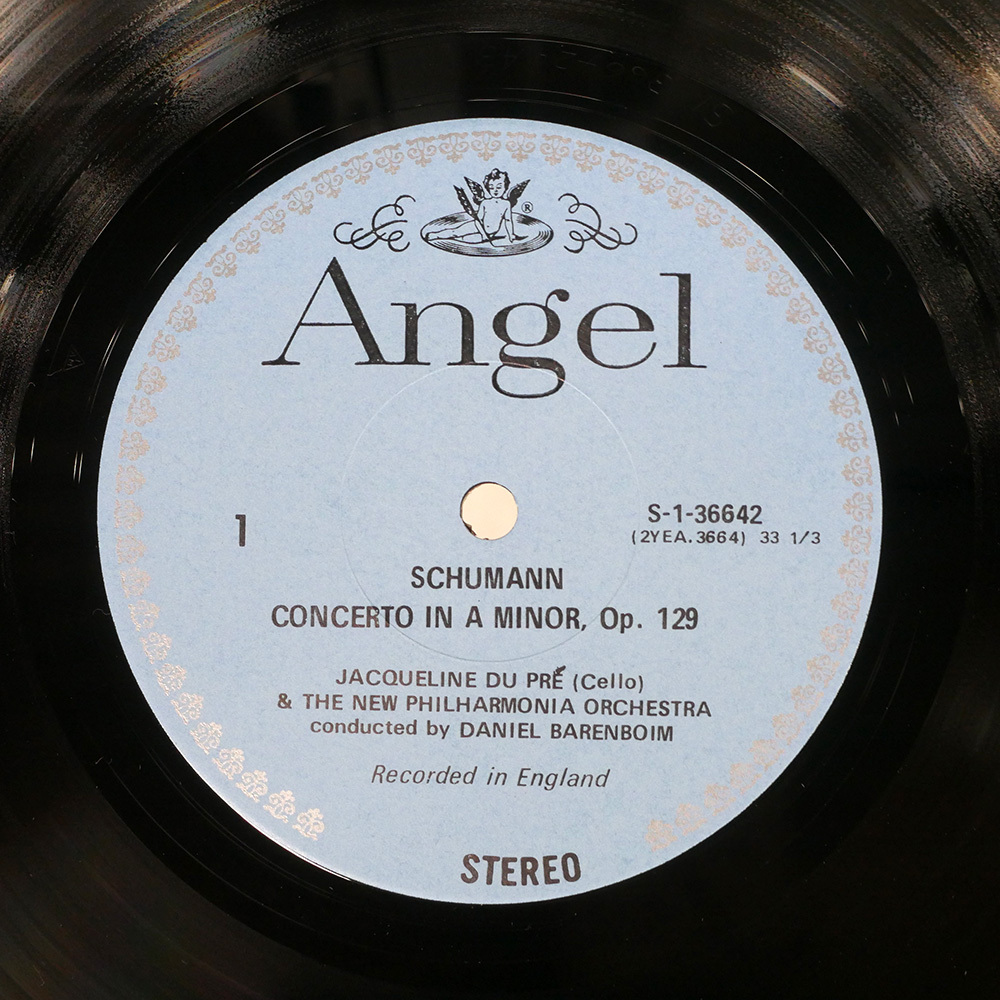 ®
Angel
1
S-1-36642
(2YEA.3664) 33 1/3
SCHUMANN
CONCERTO IN A MINOR, Op. 129
JACQUELINE DU PRÉ (Cello)
& THE NEW PHILHARMONIA ORCHESTRA
conducted by DANIEL BARENBOIM
Recorded in England
STEREO